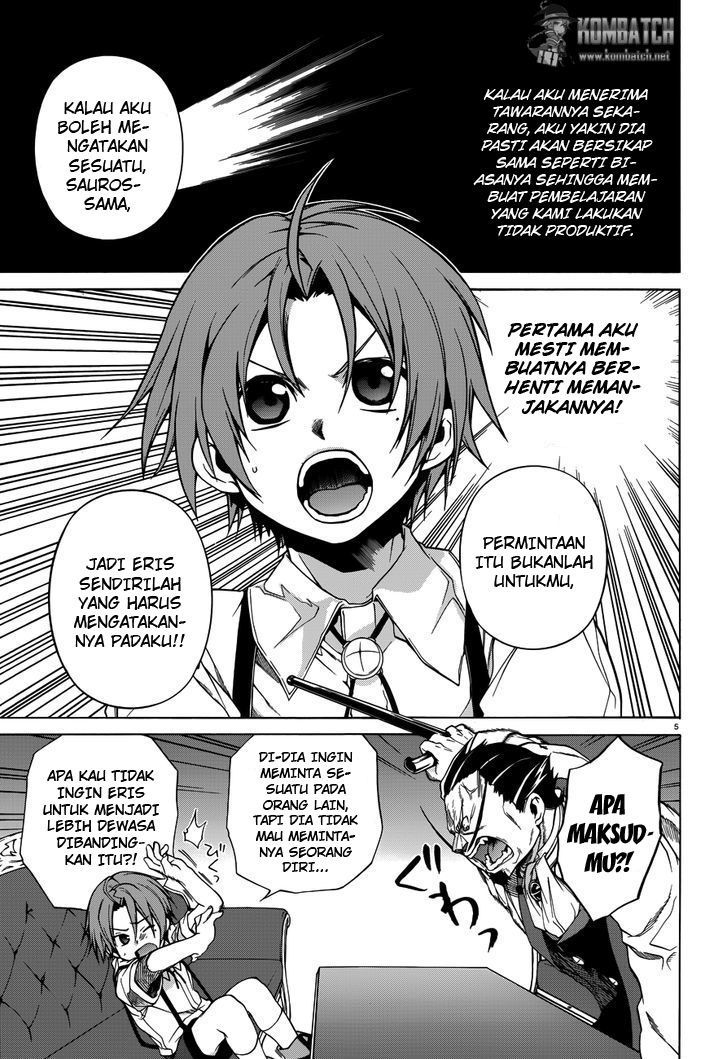 KOMBATCH
www.kombatch.net
KALAU AKU MENERIMA
TAWARANNYA SEKA-
RANG, AKU YAKIN DIA
PASTI AKAN BERSIKAP
SAMA SEPERTI BI-
ASANYA SEHINGGA MEM-
BUAT PEMBELAJARAN
YANG KAMI LAKUKAN
TIDAK PRODUKTIF.
KALAU AKU
BOLEH ME-
NGATAKAN
SESUATU,
SAUROS-
SAMA,
PERTAMA AKU
MESTI MEM-
BUATNYA BER-
HENTI MEMAN-
JAKANNYA!
PERMINTAAN
ITU BUKANLAH
UNTUKMU,
JADI ERIS
SENDIRILAH
YANG HARUS
MENGATAKAN-
NYA PADAKU!!
5
APA
MAKSUD-
MU?!
DI-DIA INGIN
MEMINTA SE-
SUATU PADA
ORANG LAIN,
TAPI DIA TIDAK
MAU MEMINTA-
NYA SEORANG
DIRI...
APA KAU TIDAK
INGIN ERIS
UNTUK MENJADI
LEBIH DEWASA
DIBANDING-
KAN ITU?!
ぐわっ